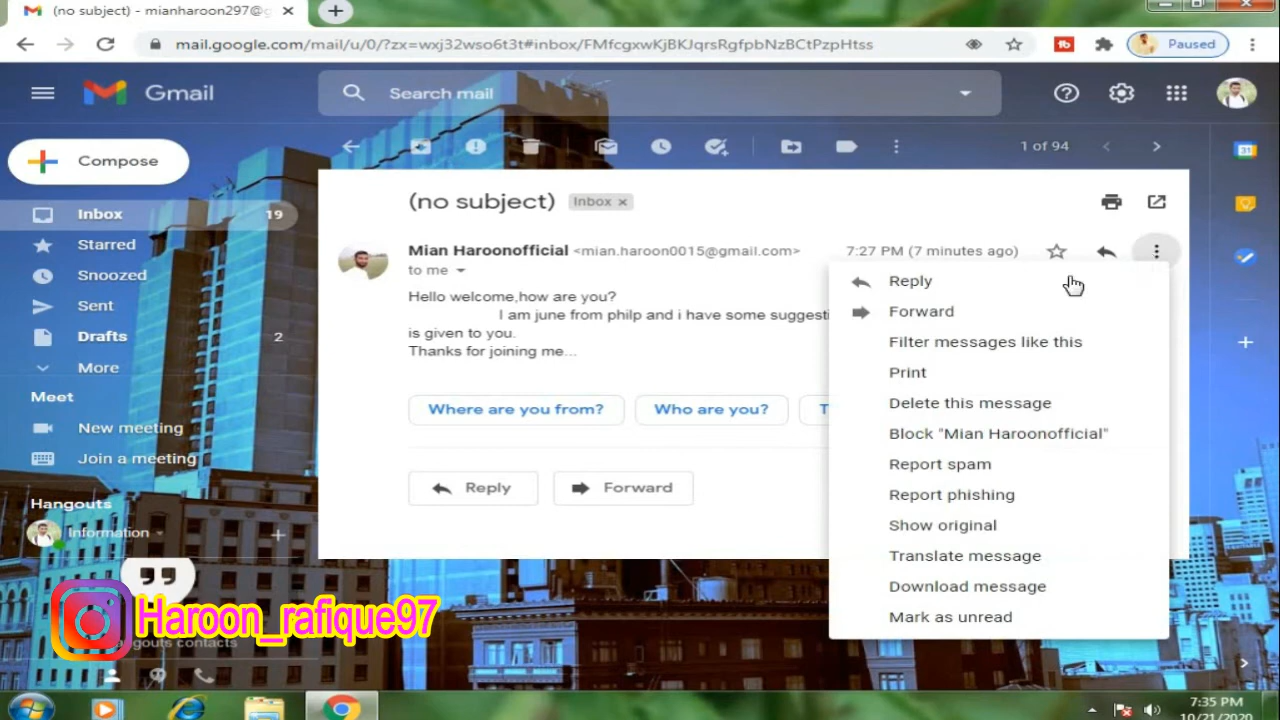 (no subject) - mianharoon297@g
mail.google.com/mail/u/0/?zx=wxj32wso6t3t#inbox/FMfcgxwKjBKJqrsRgfpbNzBCtPzpHtss
Paused
Gmail
Search mail
Compose
1 of 94
Inbox 19
Starred
Snoozed
Sent
Drafts 2
More
Meet
New meeting
Join a meeting
Hangouts
Information
(no subject)
Inbox x
Mian Haroonofficial <mian.haroon0015@gmail.com>
7:27 PM (7 minutes ago)
to me
Hello welcome,how are you?
I am june from philp and i have some suggesti
is given to you.
Thanks for joining me...
Where are you from?
Who are you?
T
Reply
Forward
Reply
Forward
Filter messages like this
Print
Delete this message
Block "Mian Haroonofficial"
Report spam
Report phishing
Show original
Translate message
Download message
Mark as unread
Haroon_rafique97
angouts contacts
31
7:35 PM
10/21/2020